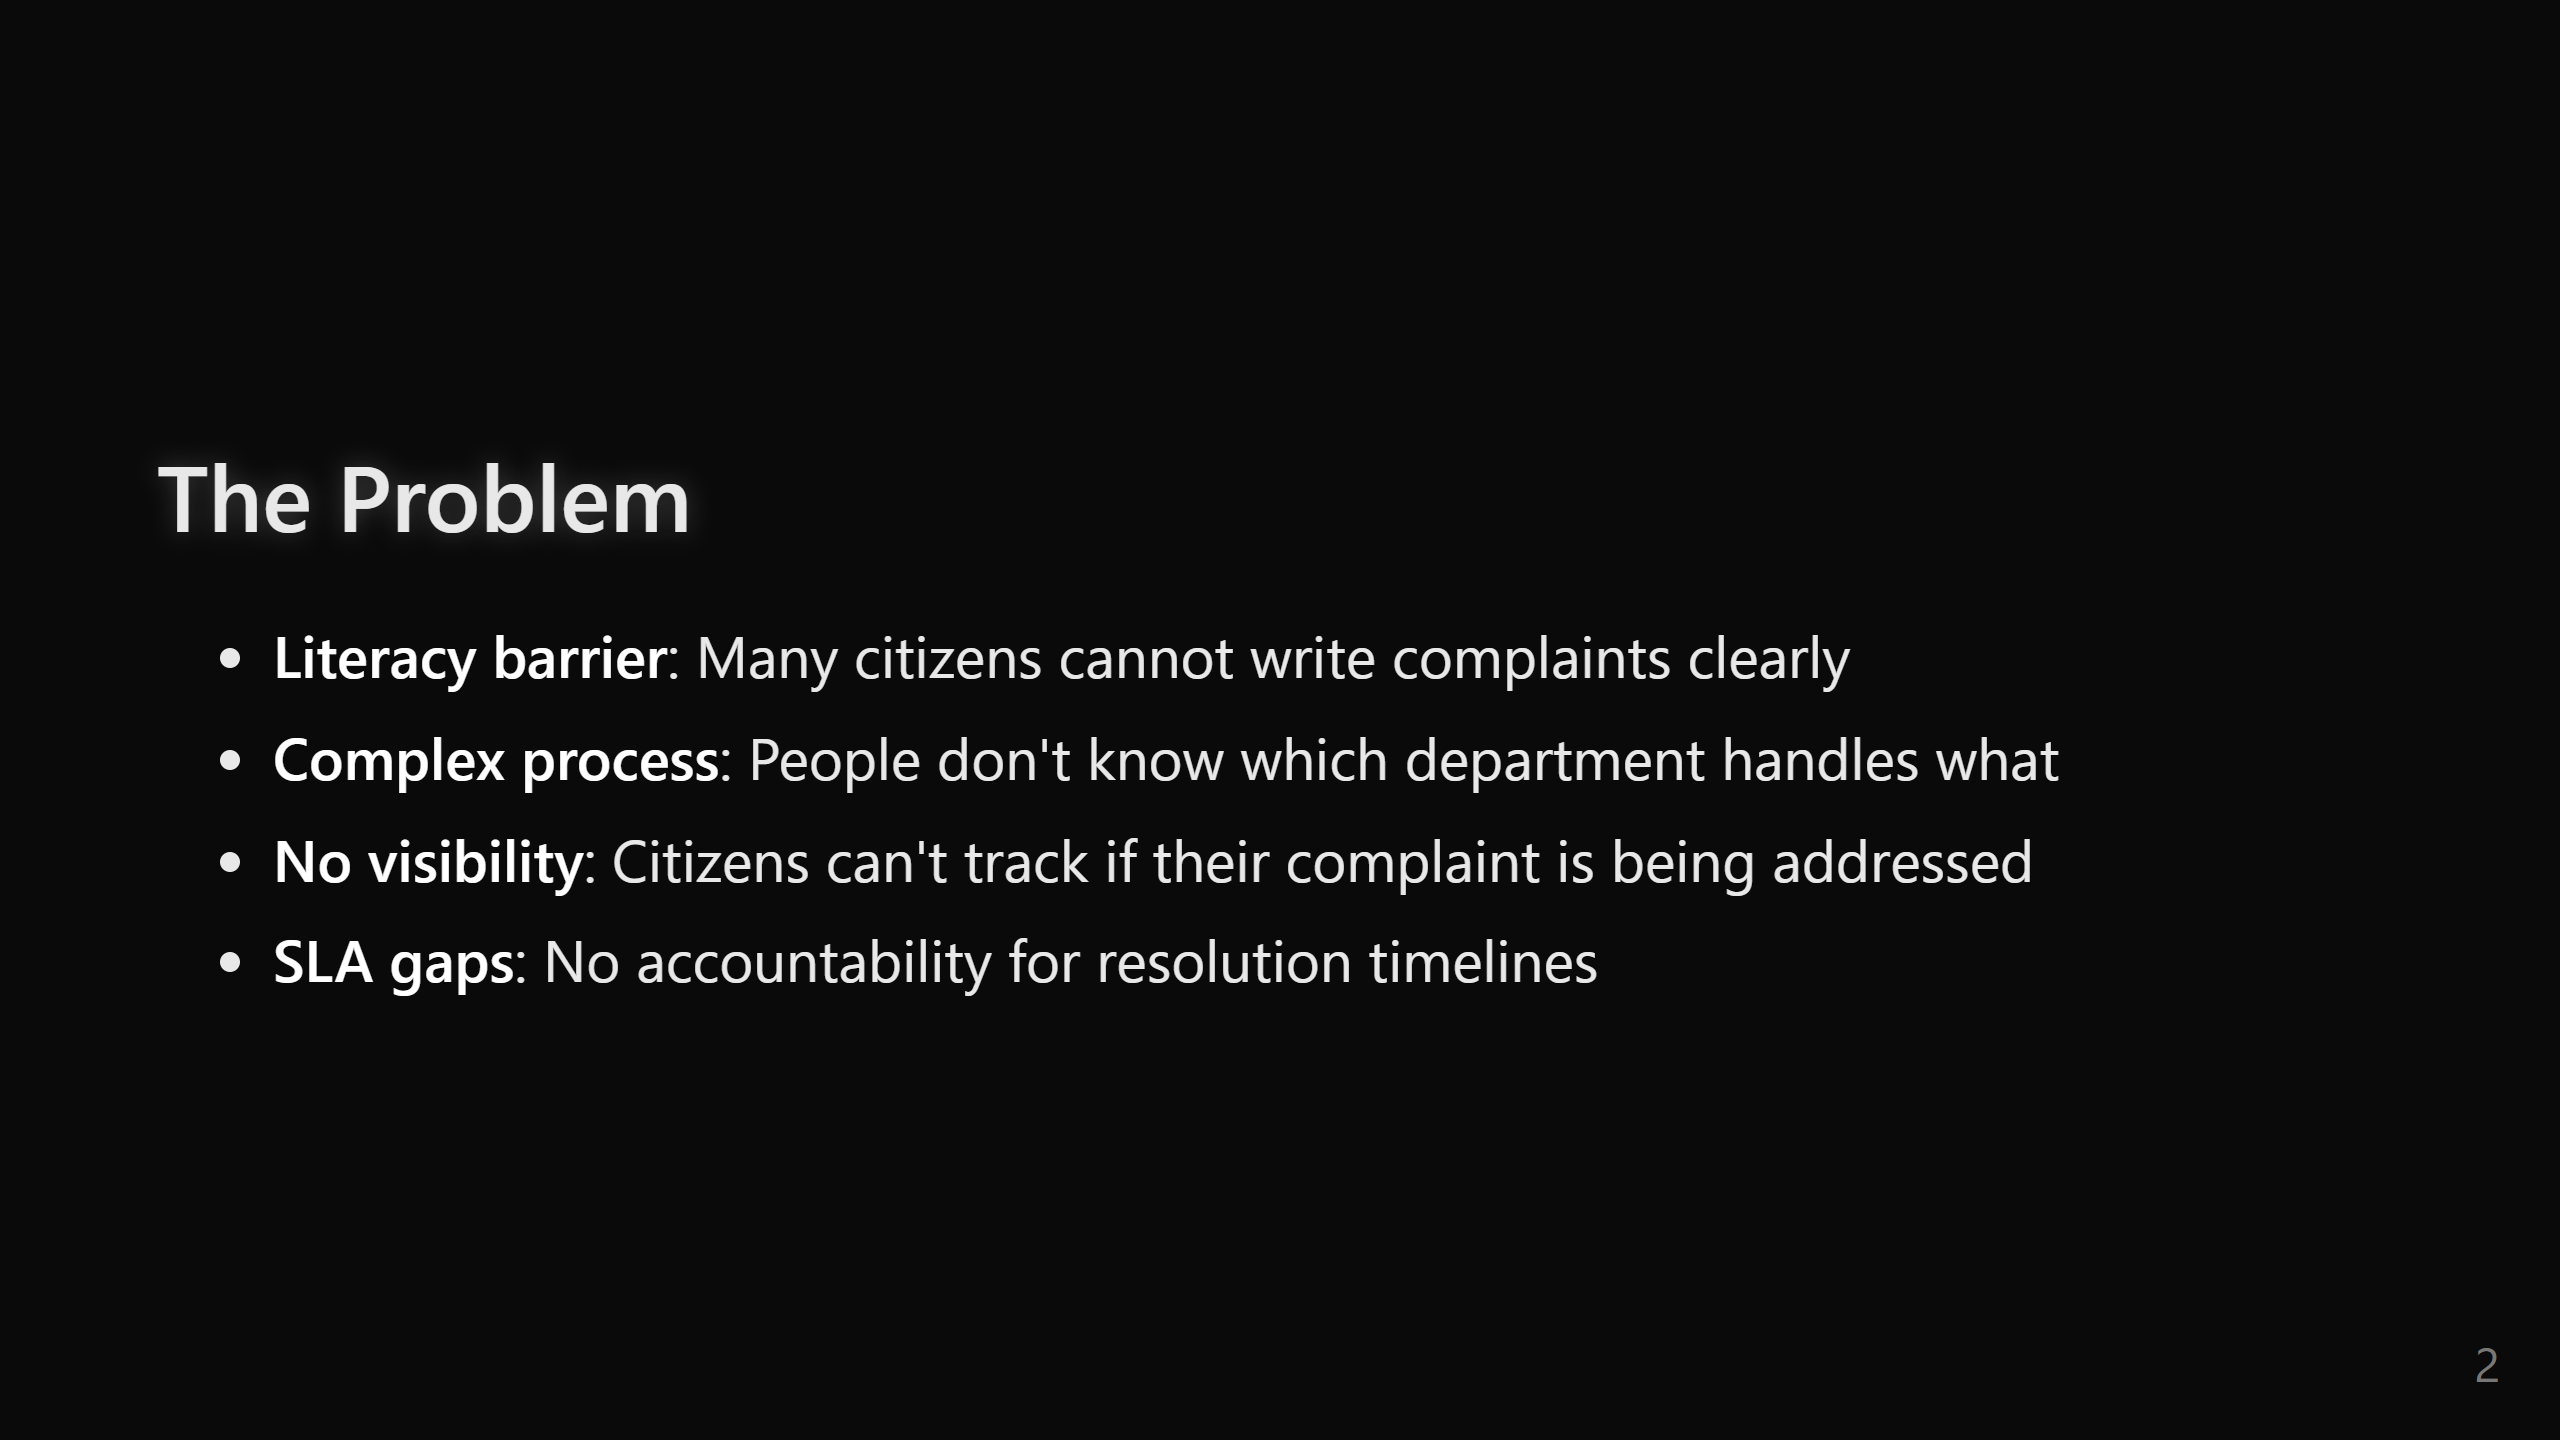 The Problem
• Literacy barrier: Many citizens cannot write complaints clearly
• Complex process: People don't know which department handles what
• No visibility: Citizens can't track if their complaint is being addressed
• SLA gaps: No accountability for resolution timelines
2